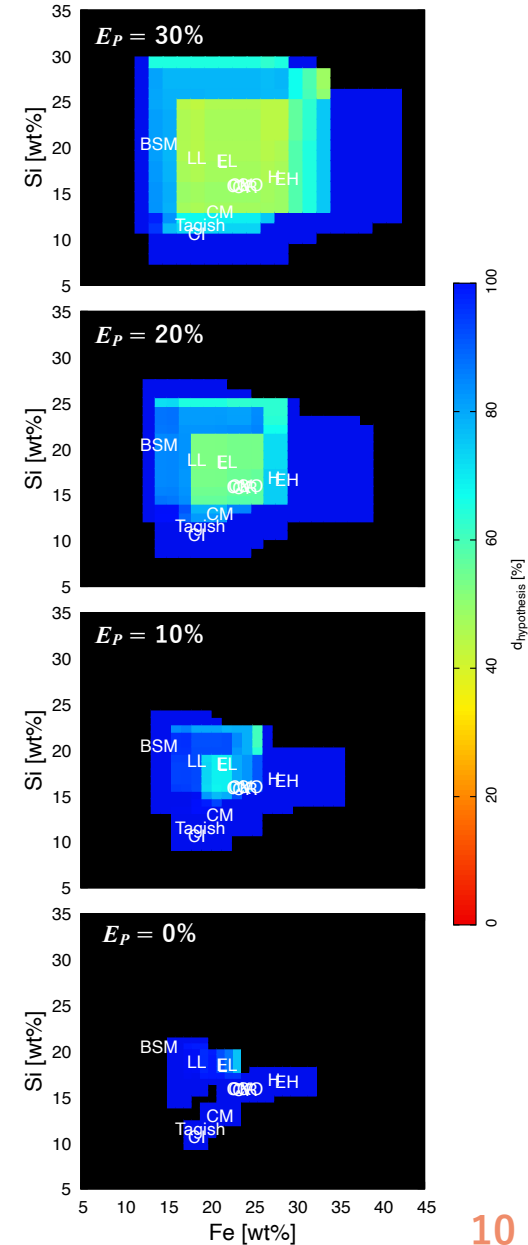 35
E_P = 30%
30
25
BSM
20
LL
EL
Si [wt%]
H
EH
15
CM
Tagish
CI
10
5
35
E_P = 20%
30
25
BSM
20
LL
EL
Si [wt%]
H
EH
15
CM
Tagish
CI
10
5
35
E_P = 10%
30
25
BSM
20
LL
EL
Si [wt%]
H
EH
15
CM
Tagish
CI
10
5
35
E_P = 0%
30
25
BSM
20
LL
EL
Si [wt%]
H
EH
15
CM
Tagish
CI
10
5
5 10 15 20 25 30 35 40 45
Fe [wt%]
100
80
60
40
20
0
d_hypothesis [%]
10